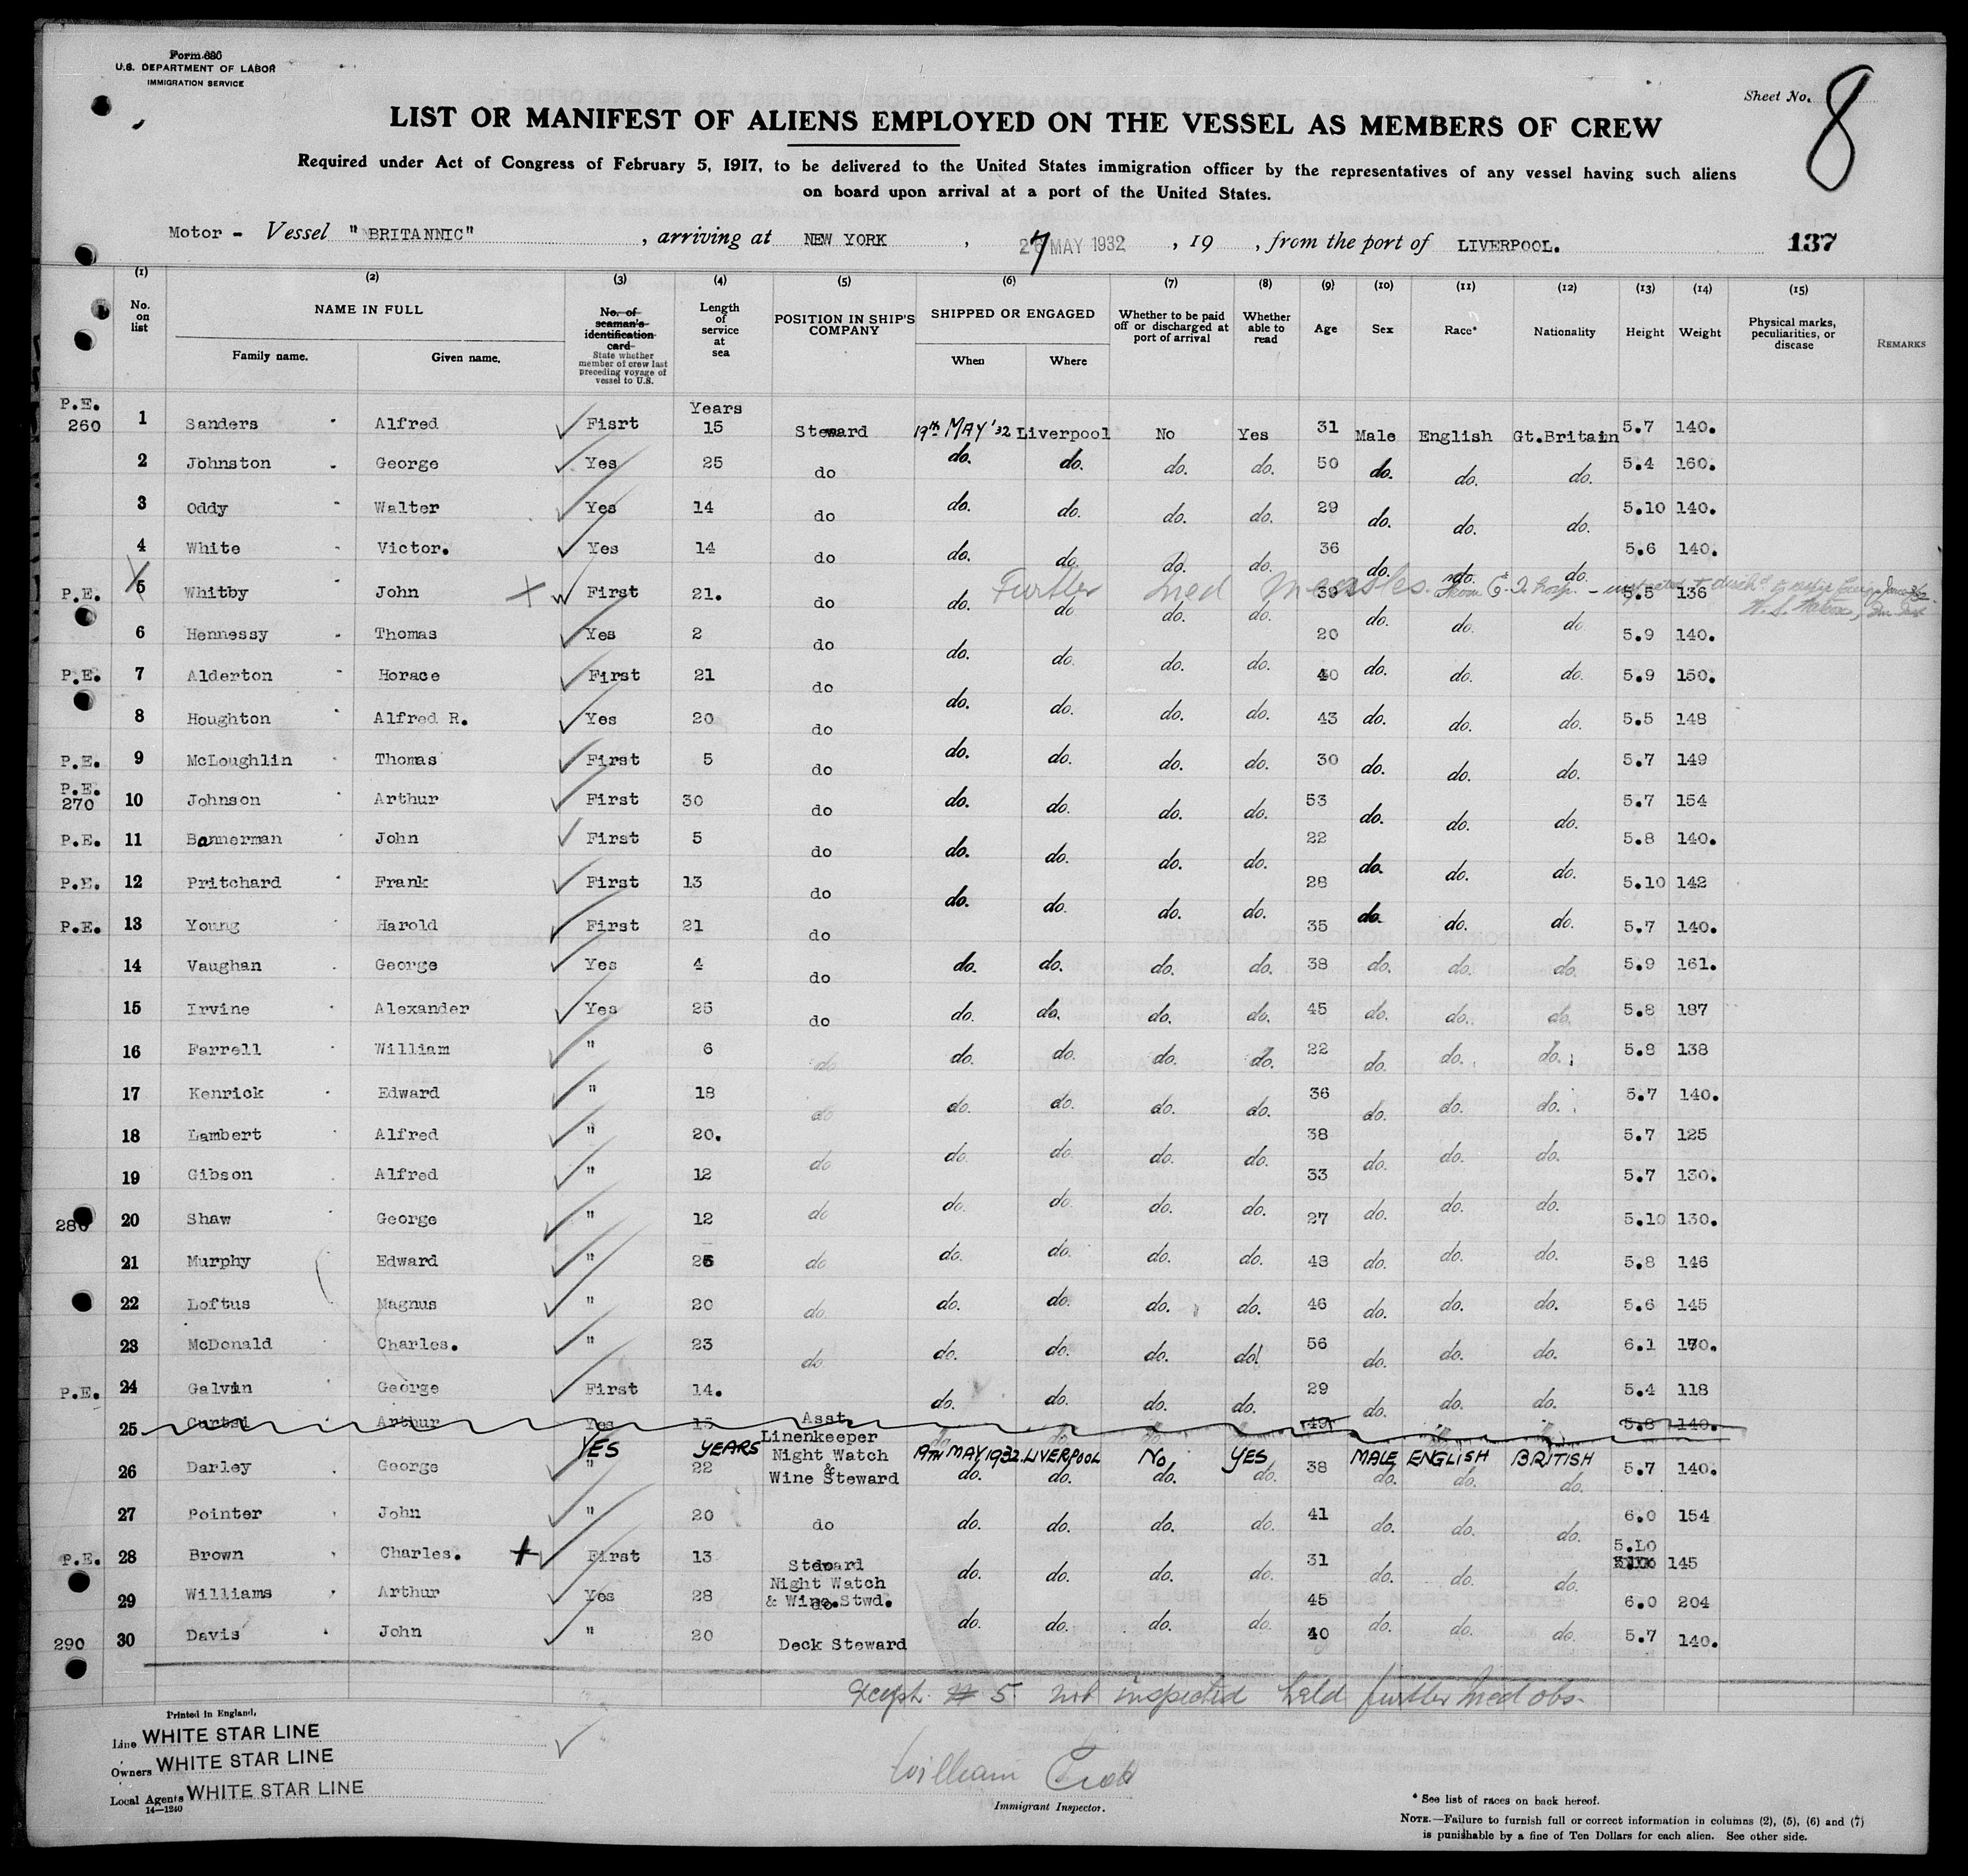 Form 680
U.S. DEPARTMENT OF LABOR
IMMIGRATION SERVICE
Sheet No. 8
LIST OR MANIFEST OF ALIENS EMPLOYED ON THE VESSEL AS MEMBERS OF CREW
Required under Act of Congress of February 5, 1917, to be delivered to the United States immigration officer by the representatives of any vessel having such aliens
on board upon arrival at a port of the United States.
Motor - Vessel "BRITANNIC" , arriving at NEW YORK , 27 MAY 1932 , 19 , from the port of LIVERPOOL. 137
(1) (2) (3) (4) (5) (6) (7) (8) (9) (10) (11) (12) (13) (14) (15)
No. on list NAME IN FULL Family name. Given name. No. of seaman's identification card State whether member of crew last preceding voyage of vessel to U.S. Length of service at sea POSITION IN SHIP'S COMPANY SHIPPED OR ENGAGED When Where Whether to be paid off or discharged at port of arrival Whether able to read Age Sex Race* Nationality Height Weight Physical marks, peculiarities, or disease REMARKS
P.E. 260 1 Sanders Alfred Fisrt Years 15 Steward 19th MAY '32 Liverpool No Yes 31 Male English Gt.Britain 5.7 140.
2 Johnston George Yes 25 do do. do. do. do. 50 do. do. do. 5.4 160.
3 Oddy Walter Yes 14 do do. do. do. do. 29 do. do. do. 5.10 140.
4 White Victor. Yes 14 do do. do. do. do. 36 do. do. do. 5.6 140.
Further med measles.
P.E. 5 Whitby John First 21. do do. do do. do. 39 do. do. do 5.5 136
6 Hennessy Thomas Yes 2 do do. do. do. do. 20 do. do. do. 5.9 140.
P.E. 7 Alderton Horace First 21 do do. do. do. do. 40 do. do. do. 5.9 150.
8 Houghton Alfred R. Yes 20 do do. do. do. do. 43 do. do. do. 5.5 148
P.E. 9 McLoughlin Thomas First 5 do do. do. do. do. 30 do. do. do. 5.7 149
P.E. 270 10 Johnson Arthur First 30 do do. do. do. do. 53 do. do. do. 5.7 154
P.E. 11 Bannerman John First 5 do do. do. do. do. 22 do. do. do. 5.8 140.
P.E. 12 Pritchard Frank First 13 do do. do. do. do. 28 do. do. do. 5.10 142
P.E. 13 Young Harold First 21 do 35 do. 5.7 140.
14 Vaughan George Yes 4 do do. do. do. do. 38 do. do. do. 5.9 161.
15 Irvine Alexander Yes 25 do do. do. do. do. 45 do. do. do. 5.8 187
16 Farrell William " 6 do do. do. do. do. 22 do. do. do. 5.8 138
17 Kenrick Edward " 18 do do. do. do. do. 36 do. do. do. 5.7 140.
18 Lambert Alfred " 20. do do. do. do. do. 38 do. do. do. 5.7 125
19 Gibson Alfred " 12 do do. do. do. do. 33 do. do. do. 5.7 130.
280 20 Shaw George " 12 do. 27 5.10 130.
21 Murphy Edward " 26 do do. do. do. do. 48 do. do. do. 5.8 146
22 Loftus Magnus " 20 do. do. do. do. do. 46 do. do. do. 5.6 145
23 McDonald Charles. " 23 do do. do. do. do. 56 do. do. do. 6.1 170.
P.E. 24 Galvin George First 14. do. do. do. do. 29 do. do. do. 5.4 118
25 Arthur Yes 15 Asst Linenkeeper 49 5.8 140.
YES YEARS 19TH MAY 1932. LIVERPOOL No YES MALE ENGLISH BRITISH
26 Darley George " 22 Night Watch & Wine Steward do. do. do. do. 38 do. do. do. 5.7 140.
27 Pointer John " 20 do do. do. do. do. 41 do. do. do. 6.0 154
P.E. 28 Brown Charles. First 13 Steward do. do. do. do. 31 do. do. do. 5.10 145
29 Williams Arthur Yes 28 Night Watch & Wine.Stwd. do. do. do. do. 45 do. do. do. 6.0 204
290 30 Davis John " 20 Deck Steward 40 5.7 140.
Except # 5 not inspected held further med obs-
Printed in England.
Line WHITE STAR LINE
Owners WHITE STAR LINE
Local Agents WHITE STAR LINE
14—1240
William
Immigrant Inspector.
* See list of races on back hereof.
NOTE.—Failure to furnish full or correct information in columns (2), (5), (6) and (7)
is punishable by a fine of Ten Dollars for each alien. See other side.